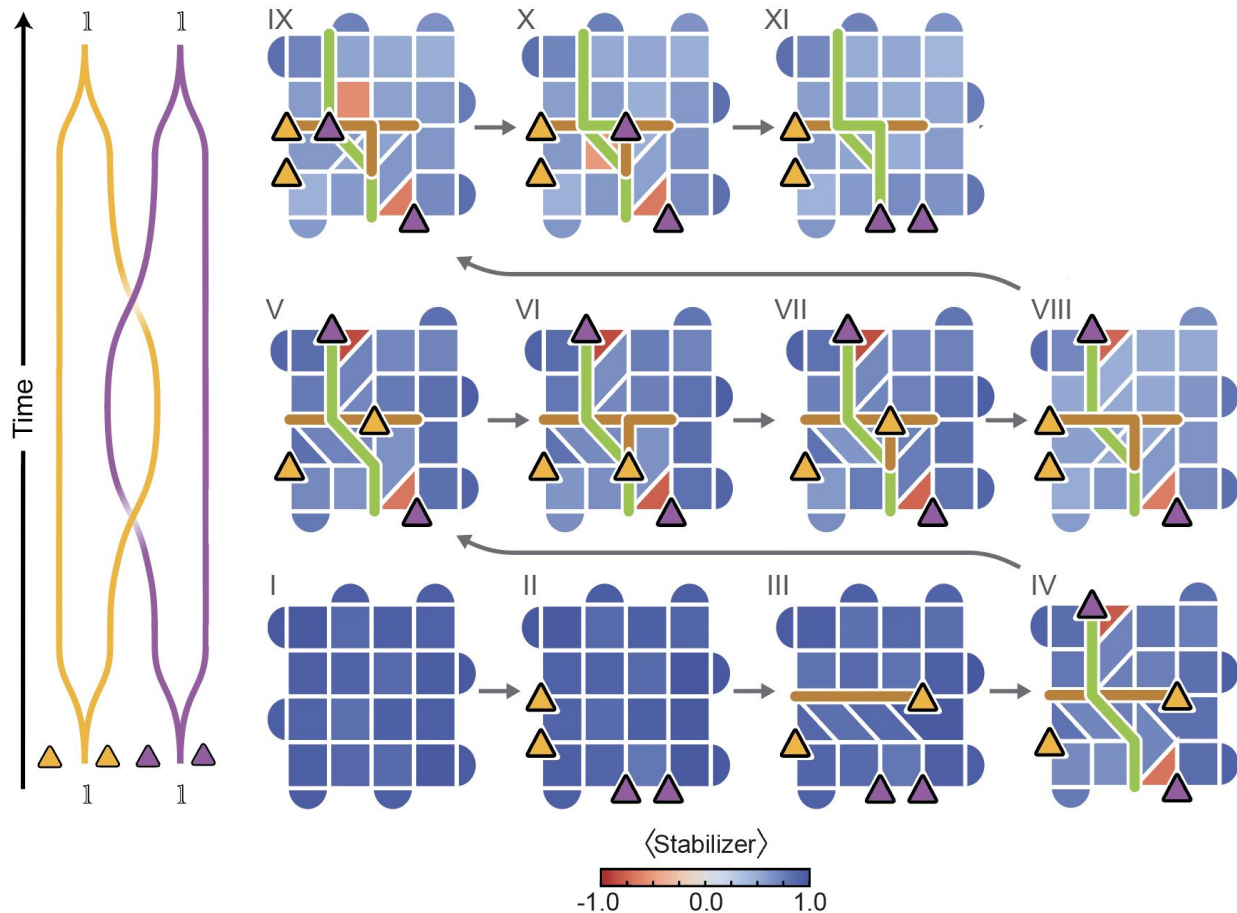 𝟙 𝟙
Time
𝟙 𝟙
IX X XI
V VI VII VIII
I II III IV
⟨Stabilizer⟩
-1.0 0.0 1.0